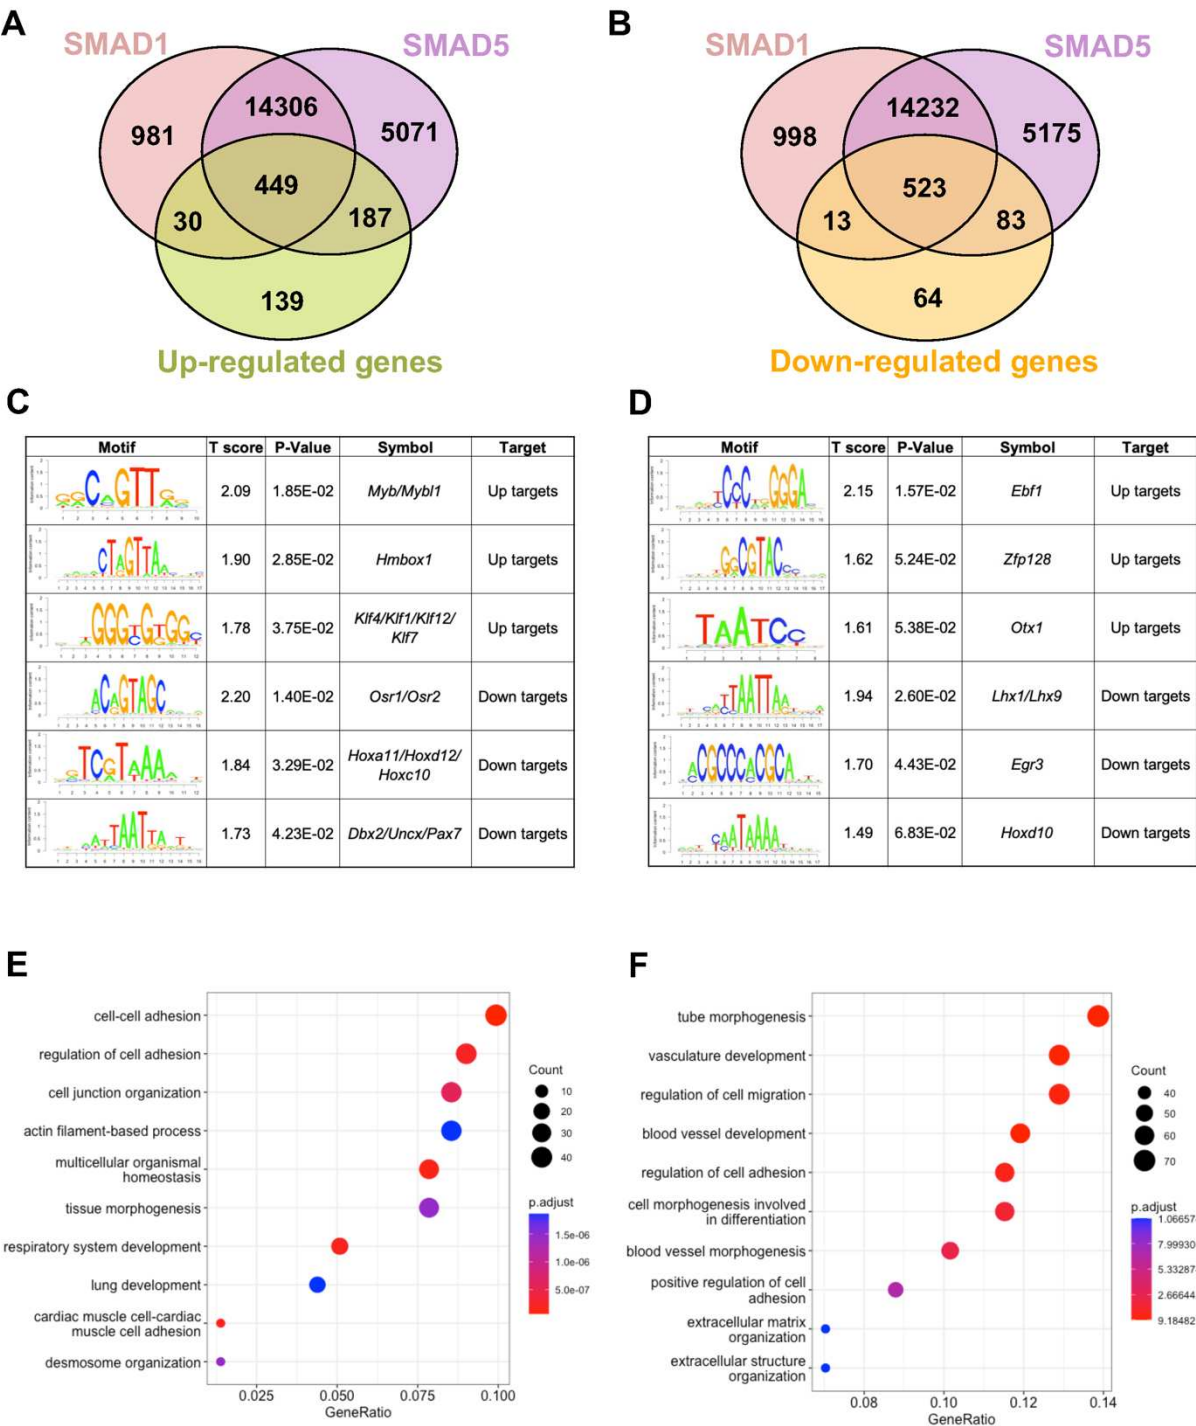 A
B
SMAD1
SMAD5
SMAD1
SMAD5
981
14306
5071
449
30
187
139
Up-regulated genes
998
14232
5175
523
13
83
64
Down-regulated genes
C
D
Motif T score P-Value Symbol Target
2.09 1.85E-02 Myb/Mybl1 Up targets
1.90 2.85E-02 Hmbox1 Up targets
1.78 3.75E-02 Klf4/Klf1/Klf12/
Klf7 Up targets
2.20 1.40E-02 Osr1/Osr2 Down targets
1.84 3.29E-02 Hoxa11/Hoxd12/
Hoxc10 Down targets
1.73 4.23E-02 Dbx2/Uncx/Pax7 Down targets
Motif T score P-Value Symbol Target
2.15 1.57E-02 Ebf1 Up targets
1.62 5.24E-02 Zfp128 Up targets
1.61 5.38E-02 Otx1 Up targets
1.94 2.60E-02 Lhx1/Lhx9 Down targets
1.70 4.43E-02 Egr3 Down targets
1.49 6.83E-02 Hoxd10 Down targets
E
cell-cell adhesion
regulation of cell adhesion
cell junction organization
actin filament-based process
multicellular organismal
homeostasis
tissue morphogenesis
respiratory system development
lung development
cardiac muscle cell-cardiac
muscle cell adhesion
desmosome organization
0.025 0.050 0.075 0.100
GeneRatio
Count
10
20
30
40
p.adjust
1.5e-06
1.0e-06
5.0e-07
F
tube morphogenesis
vasculature development
regulation of cell migration
blood vessel development
regulation of cell adhesion
cell morphogenesis involved
in differentiation
blood vessel morphogenesis
positive regulation of cell
adhesion
extracellular matrix
organization
extracellular structure
organization
0.08 0.10 0.12 0.14
GeneRatio
Count
40
50
60
70
p.adjust
1.06657
7.99930
5.33287
2.66644
9.18482